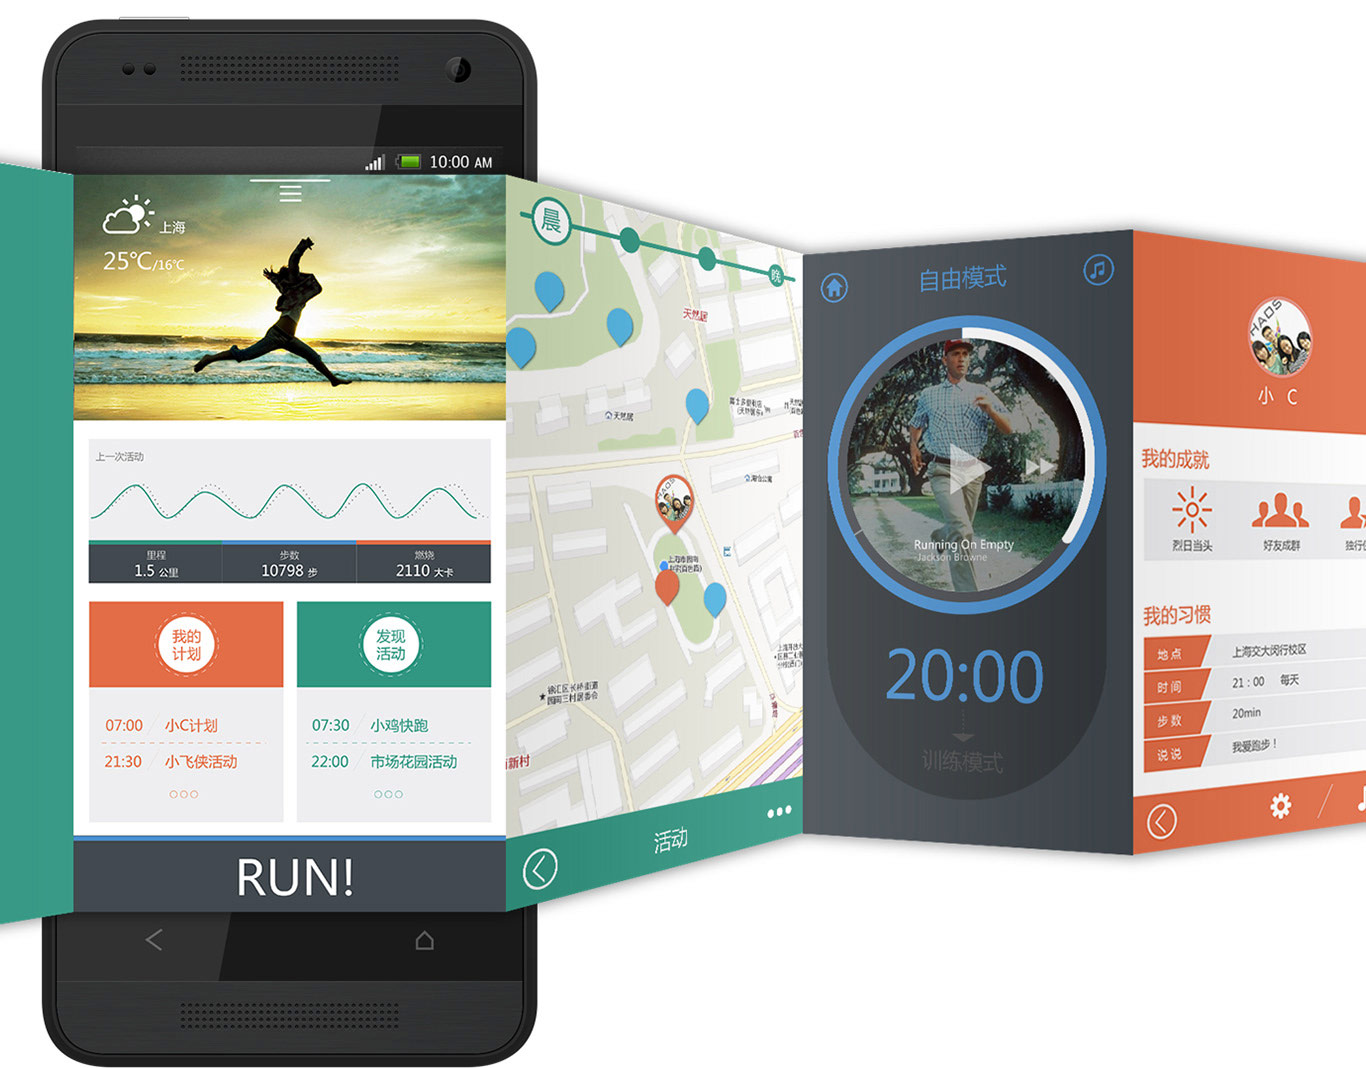 10:00 AM
上海
25℃/16℃
上一次活动
里程
1.5 公里
步数
10798 步
燃烧
2110 大卡
我的
计划
07:00 小C计划
21:30 小飞侠活动
发现
活动
07:30 小鸡快跑
22:00 市场花园活动
RUN!
晨
晚
天然居
天然居
HAOS
新村
活动
自由模式
Running On Empty
Jackson Browne
20:00
训练模式
HAOS
小 C
我的成就
烈日当头
好友成群
独行
我的习惯
地点 上海交大闵行校区
时间 21：00 每天
步数 20min
说说 我爱跑步！